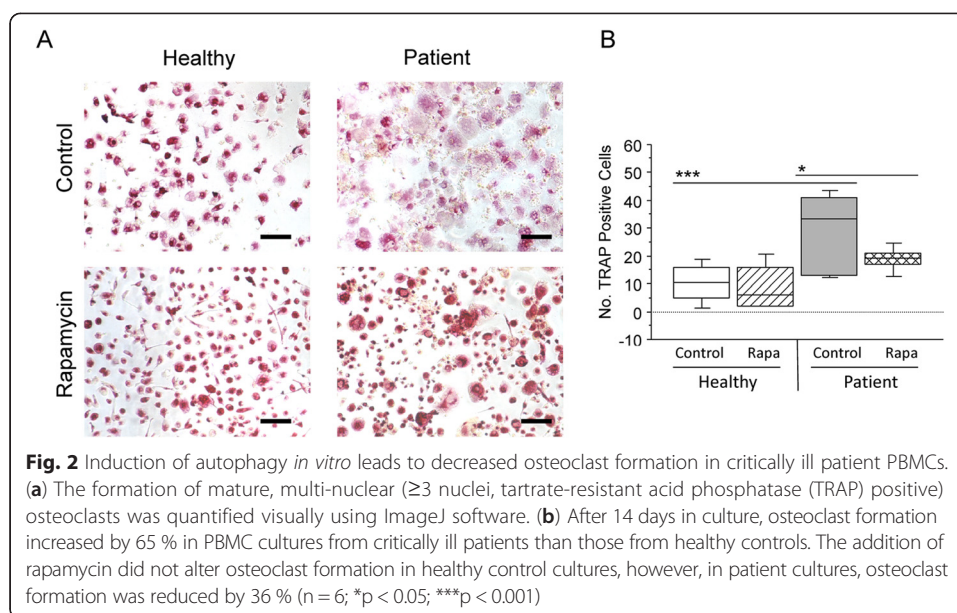 A
B
Healthy
Patient
Control
Rapamycin
No. TRAP Positive Cells
60
50
40
30
20
10
0
-10
***
*
Control
Rapa
Control
Rapa
Healthy
Patient
Fig. 2 Induction of autophagy in vitro leads to decreased osteoclast formation in critically ill patient PBMCs.
(a) The formation of mature, multi-nuclear (≥3 nuclei, tartrate-resistant acid phosphatase (TRAP) positive)
osteoclasts was quantified visually using ImageJ software. (b) After 14 days in culture, osteoclast formation
increased by 65 % in PBMC cultures from critically ill patients than those from healthy controls. The addition of
rapamycin did not alter osteoclast formation in healthy control cultures, however, in patient cultures, osteoclast
formation was reduced by 36 % (n = 6; *p < 0.05; ***p < 0.001)